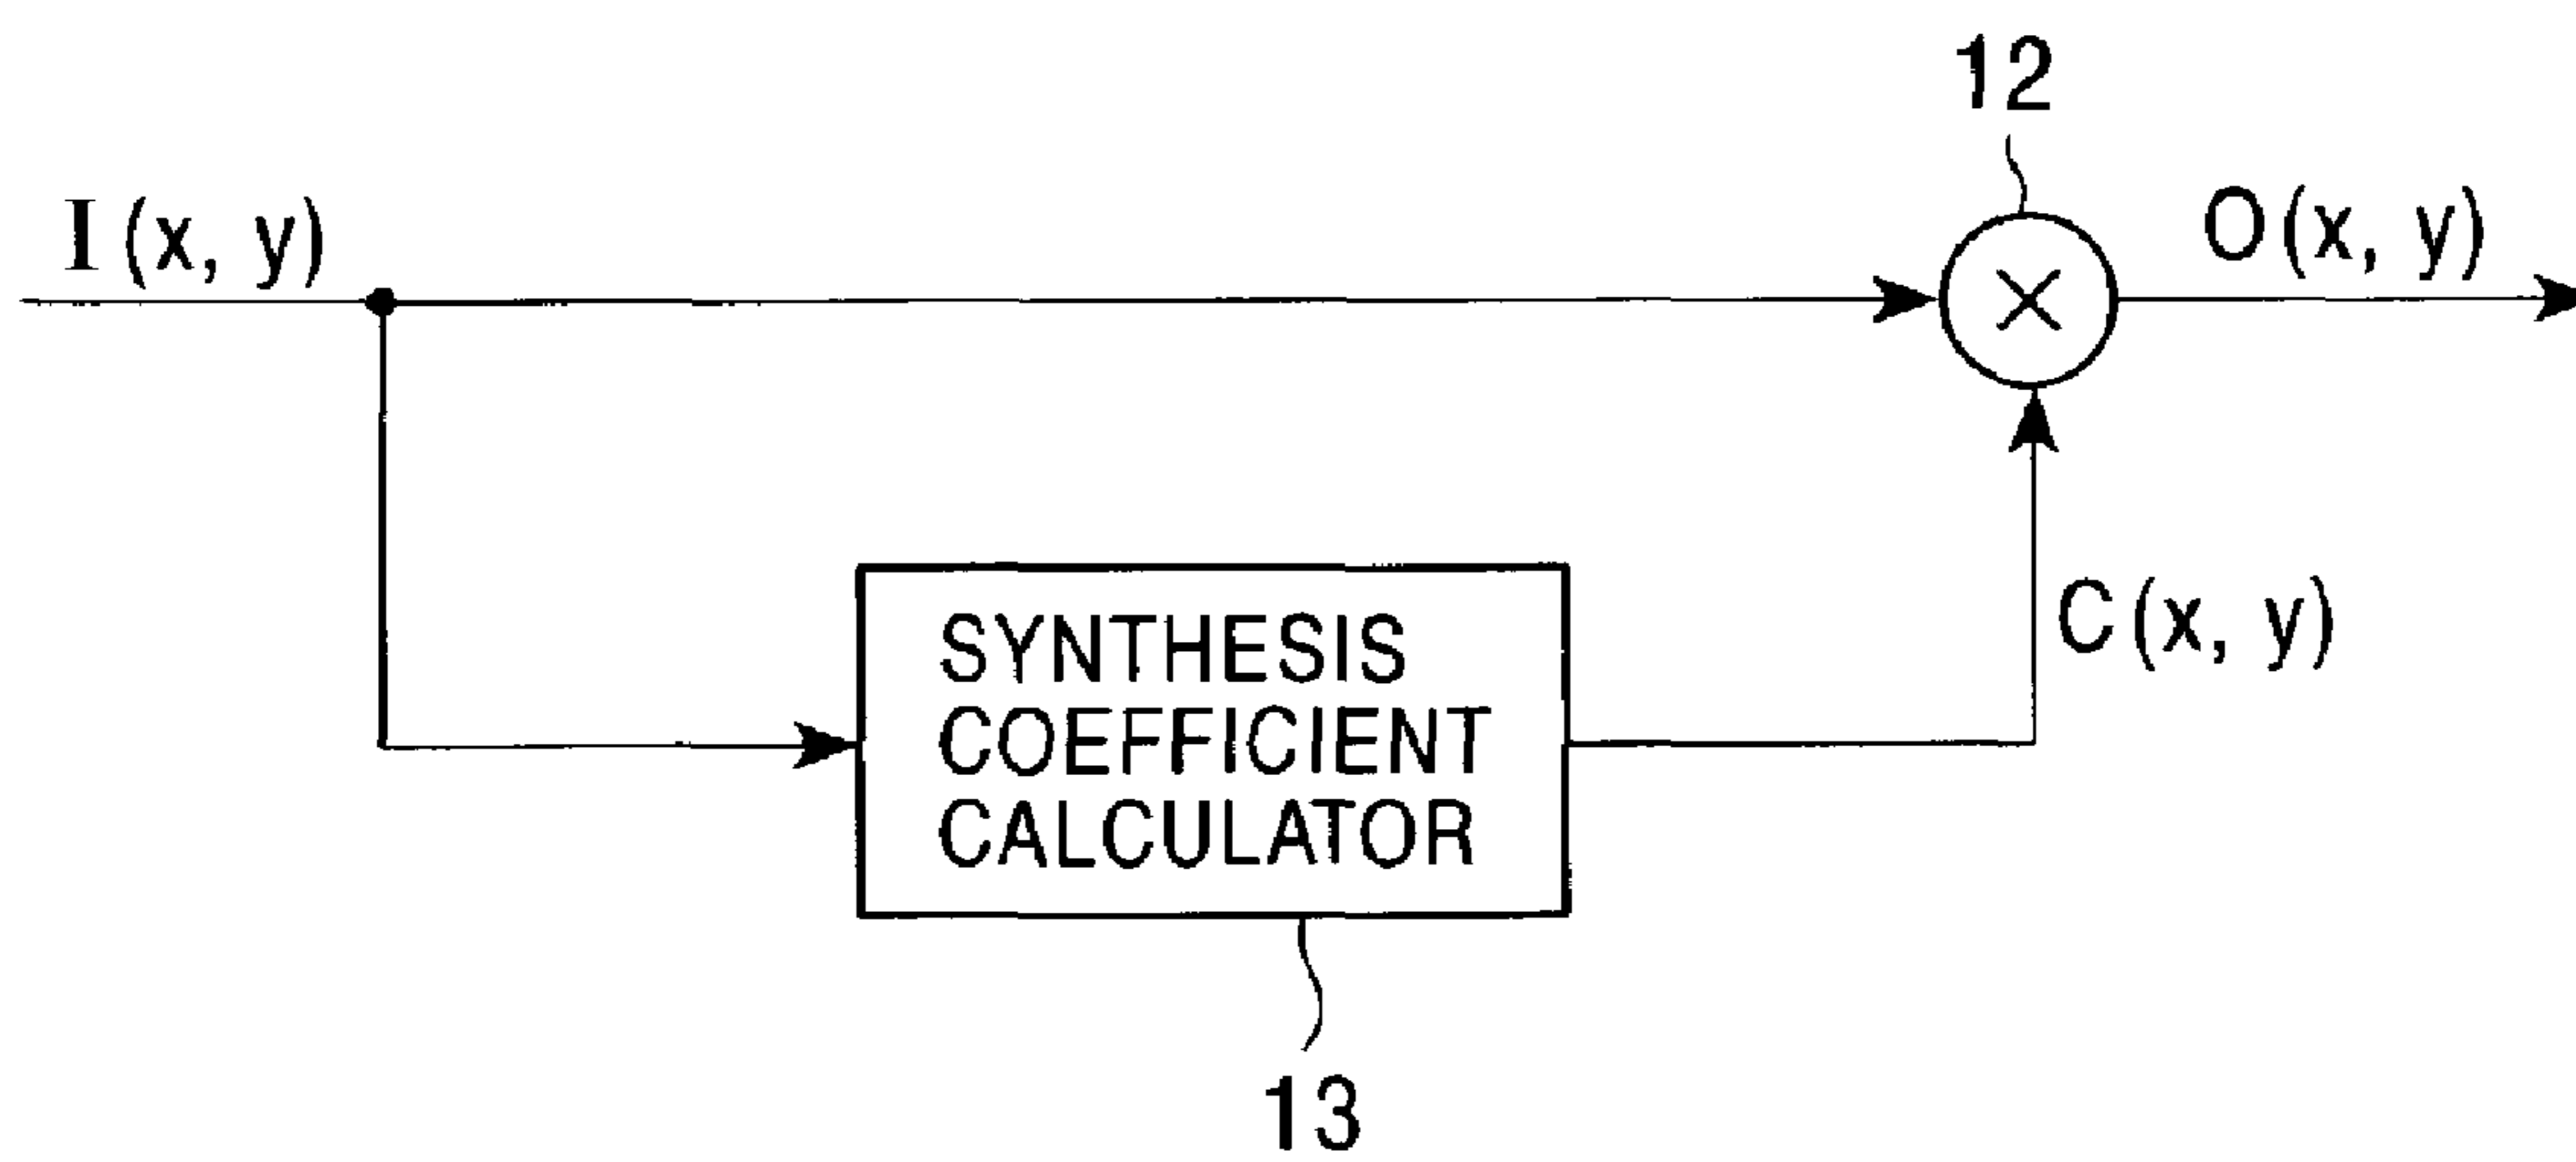 12
I (x, y)
O (x, y)
×
C (x, y)
SYNTHESIS
COEFFICIENT
CALCULATOR
13